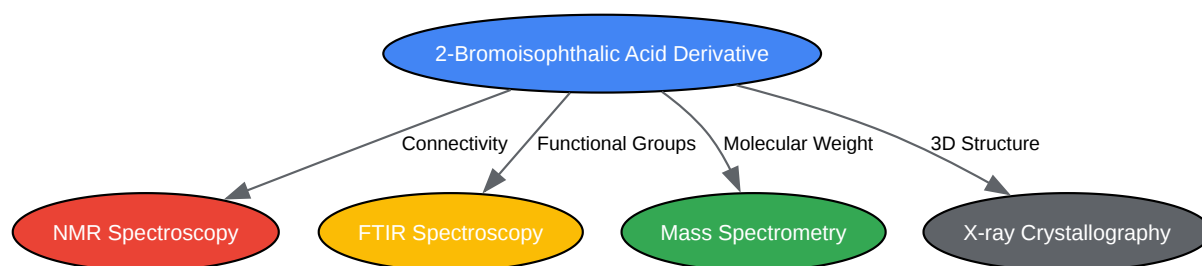 2-Bromoisophthalic Acid Derivative
Connectivity
Functional Groups
Molecular Weight
3D Structure
NMR Spectroscopy
FTIR Spectroscopy
Mass Spectrometry
X-ray Crystallography